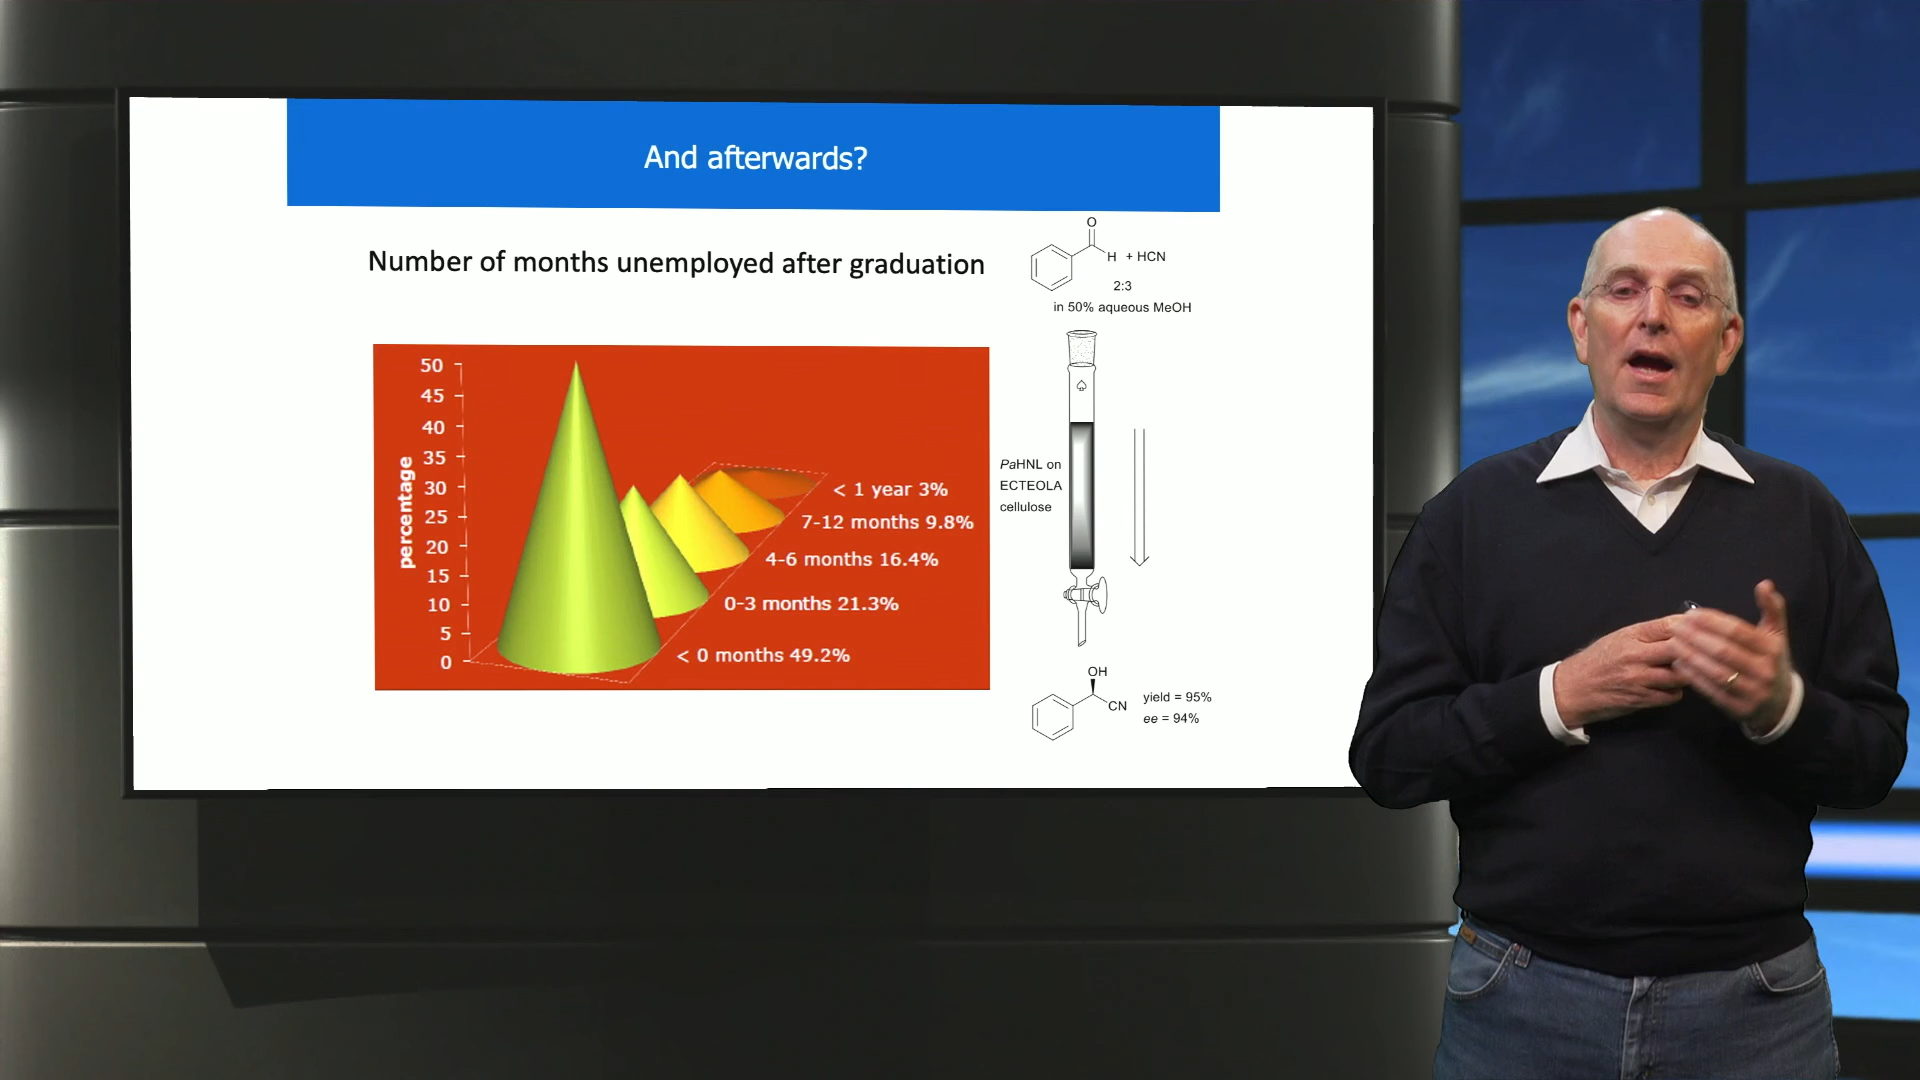 And afterwards?
Number of months unemployed after graduation
50
45
40
35
30
25
20
15
10
5
0
percentage
< 1 year 3%
7-12 months 9.8%
4-6 months 16.4%
0-3 months 21.3%
< 0 months 49.2%
O
H + HCN
2:3
in 50% aqueous MeOH
PaHNL on
ECTEOLA
cellulose
OH
CN
yield = 95%
ee = 94%